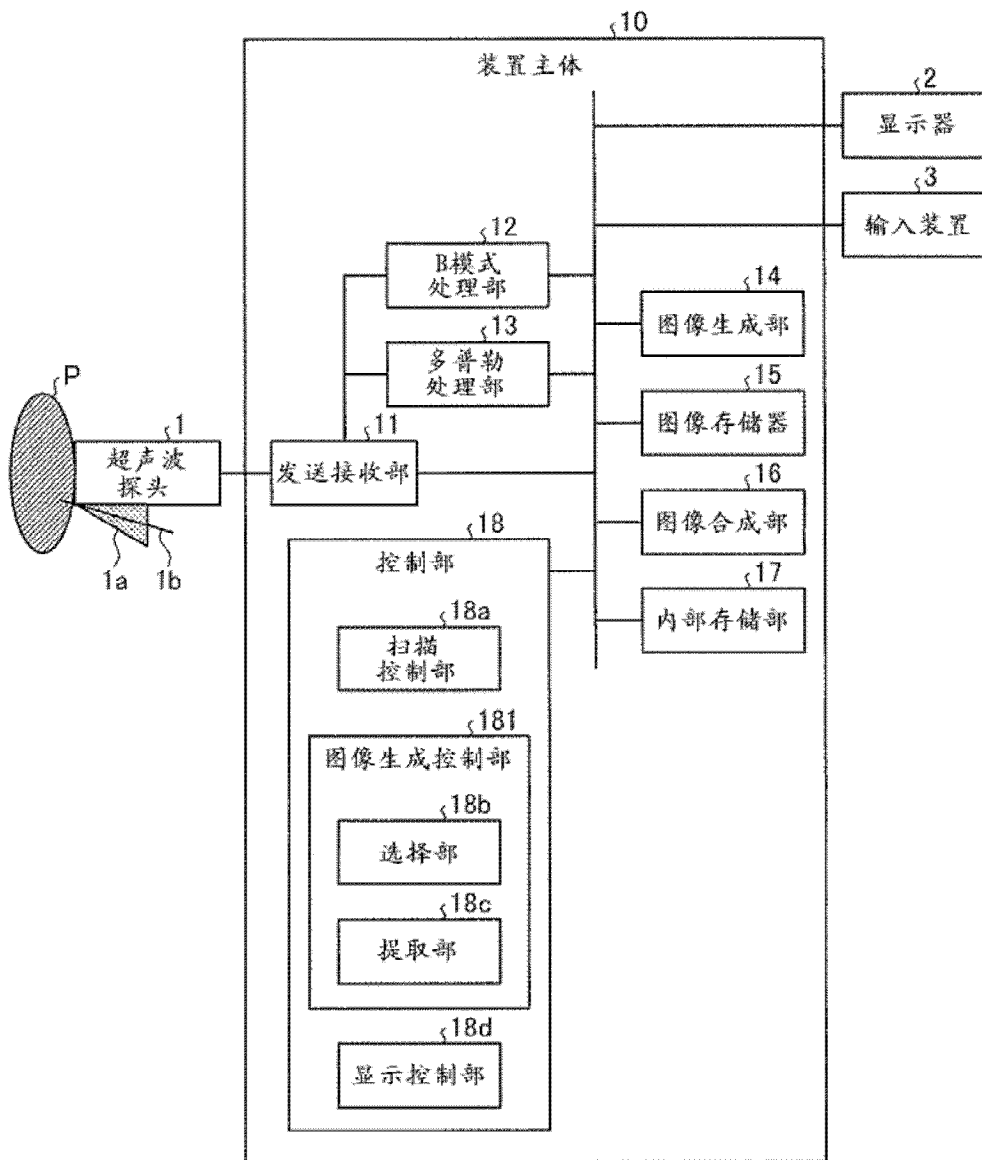 10
装置主体
2
显示器
3
输入装置
12
B模式
处理部
13
多普勒
处理部
14
图像生成部
15
图像存储器
P
1
超声波
探头
11
发送接收部
16
图像合成部
1a
1b
18
控制部
17
内部存储部
18a
扫描
控制部
181
图像生成控制部
18b
选择部
18c
提取部
18d
显示控制部